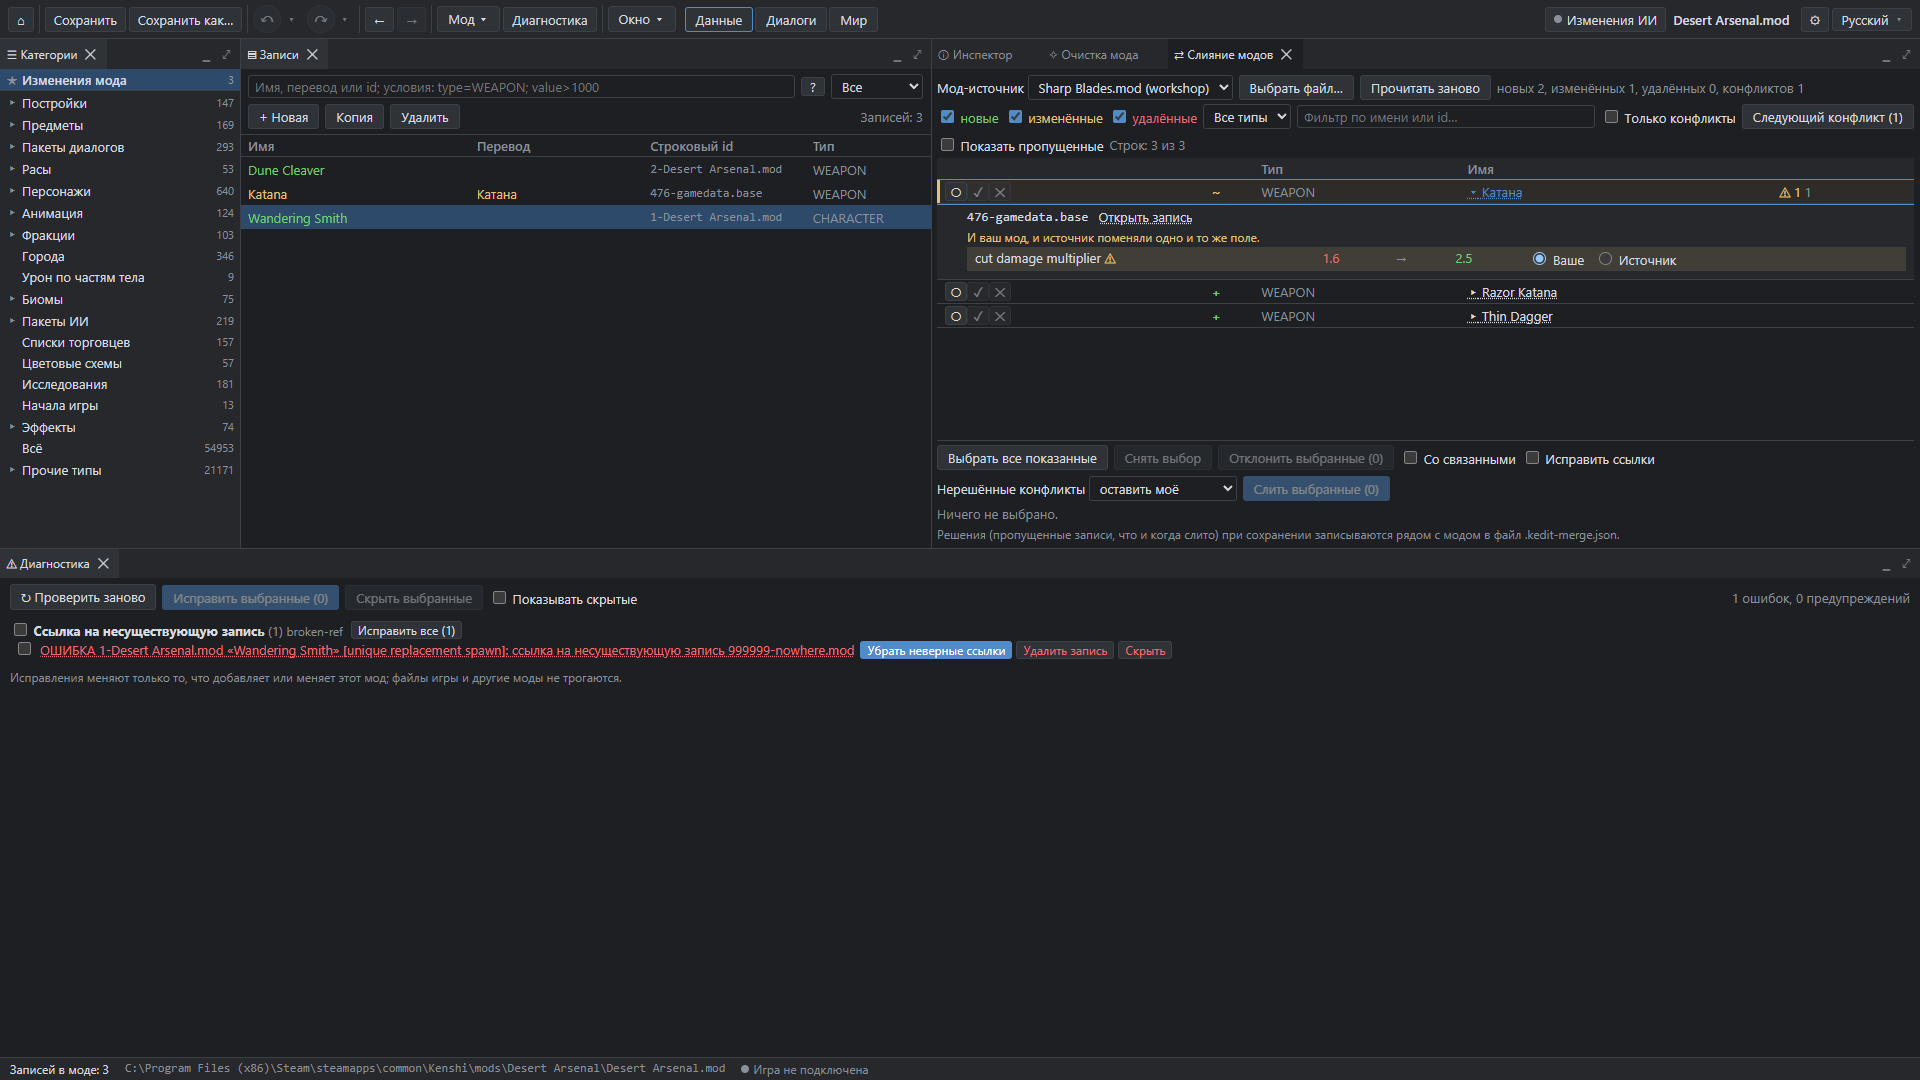 Сохранить Сохранить как... Мод Диагностика Окно Данные Диалоги Мир Изменения ИИ Desert Arsenal.mod Русский
Категории
Изменения мода 3
Постройки 147
Предметы 169
Пакеты диалогов 293
Расы 53
Персонажи 640
Анимация 124
Фракции 103
Города 346
Урон по частям тела 9
Биомы 75
Пакеты ИИ 219
Списки торговцев 157
Цветовые схемы 57
Исследования 181
Начала игры 13
Эффекты 74
Всё 54953
Прочие типы 21171
Записи
Имя, перевод или id; условия: type=WEAPON; value>1000 ? Все
+ Новая Копия Удалить Записей: 3
Имя Перевод Строковый id Тип
Dune Cleaver 2-Desert Arsenal.mod WEAPON
Katana Катана 476-gamedata.base WEAPON
Wandering Smith 1-Desert Arsenal.mod CHARACTER
Инспектор Очистка мода Слияние модов
Мод-источник Sharp Blades.mod (workshop) Выбрать файл... Прочитать заново новых 2, изменённых 1, удалённых 0, конфликтов 1
новые изменённые удалённые Все типы Фильтр по имени или id... Только конфликты Следующий конфликт (1)
Показать пропущенные Строк: 3 из 3
Тип Имя
~ WEAPON Катана ⚠ 1 1
476-gamedata.base Открыть запись
И ваш мод, и источник поменяли одно и то же поле.
cut damage multiplier ⚠ 1.6 → 2.5 Ваше Источник
+ WEAPON Razor Katana
+ WEAPON Thin Dagger
Выбрать все показанные Снять выбор Отклонить выбранные (0) Со связанными Исправить ссылки
Нерешённые конфликты оставить моё Слить выбранные (0)
Ничего не выбрано.
Решения (пропущенные записи, что и когда слито) при сохранении записываются рядом с модом в файл .kedit-merge.json.
Диагностика
↻ Проверить заново Исправить выбранные (0) Скрыть выбранные Показывать скрытые 1 ошибок, 0 предупреждений
Ссылка на несуществующую запись (1) broken-ref Исправить все (1)
ОШИБКА 1-Desert Arsenal.mod «Wandering Smith» [unique replacement spawn]: ссылка на несуществующую запись 999999-nowhere.mod Убрать неверные ссылки Удалить запись Скрыть
Исправления меняют только то, что добавляет или меняет этот мод; файлы игры и другие моды не трогаются.
Записей в моде: 3 C:\Program Files (x86)\Steam\steamapps\common\Kenshi\mods\Desert Arsenal\Desert Arsenal.mod Игра не подключена